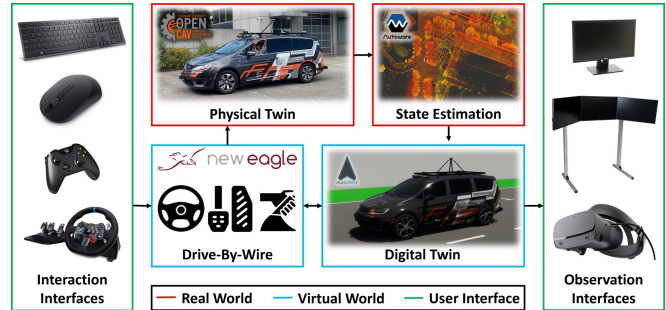 OPEN
CAV
Autoware
Physical Twin
State Estimation
new eagle
AutoDRIVE
Drive-By-Wire
Digital Twin
Interaction
Interfaces
Observation
Interfaces
Real World
Virtual World
User Interface